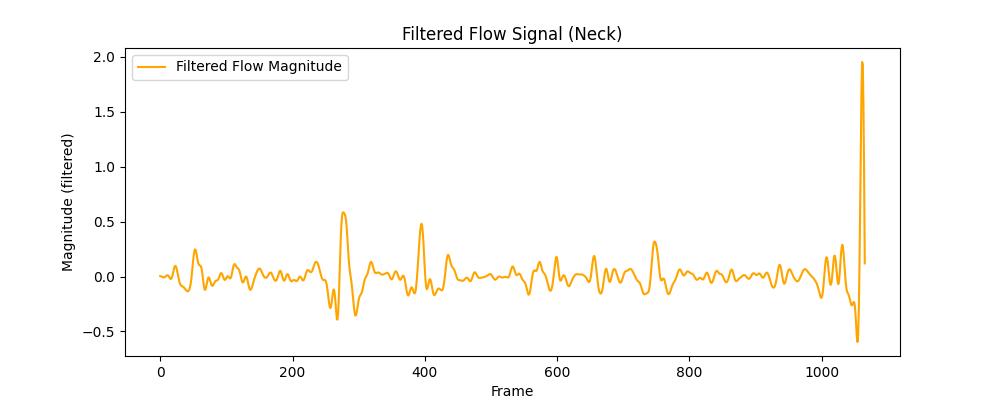 Filtered Flow Signal (Neck)
Filtered Flow Magnitude
Magnitude (filtered)
2.0
1.5
1.0
0.5
0.0
−0.5
0 200 400 600 800 1000
Frame